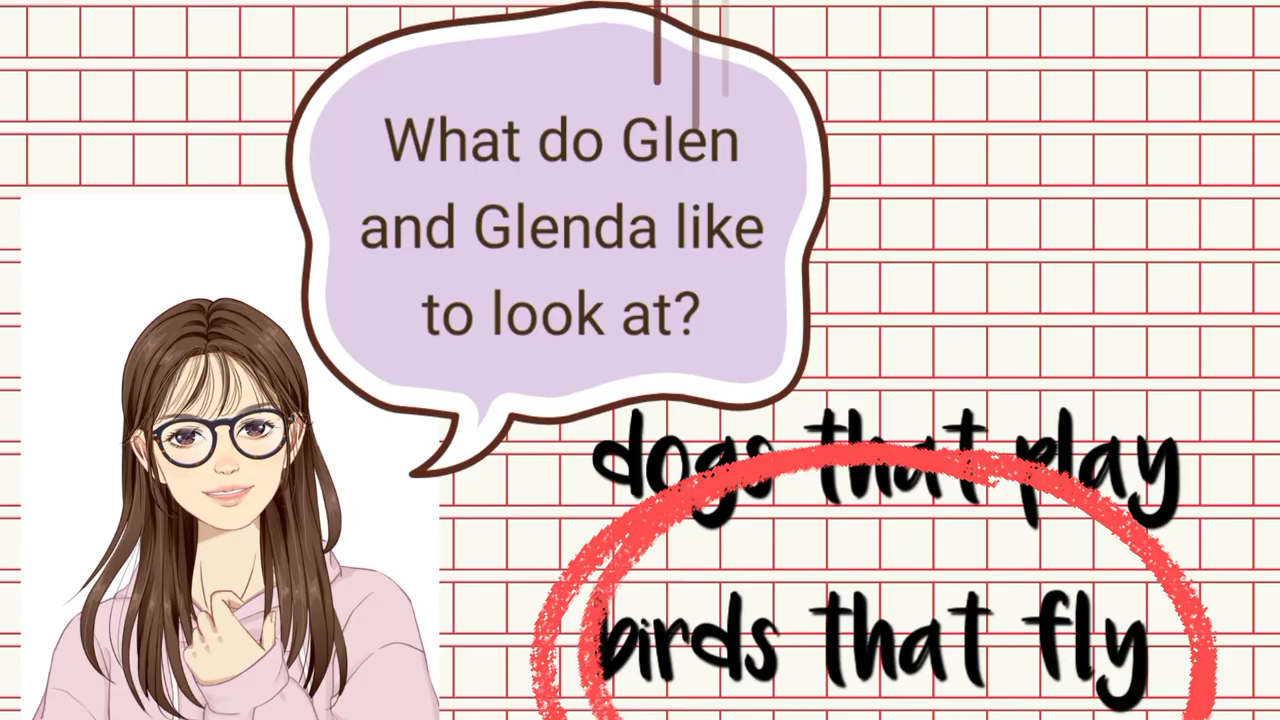 What do Glen
and Glenda like
to look at?
dogs that play
birds that fly